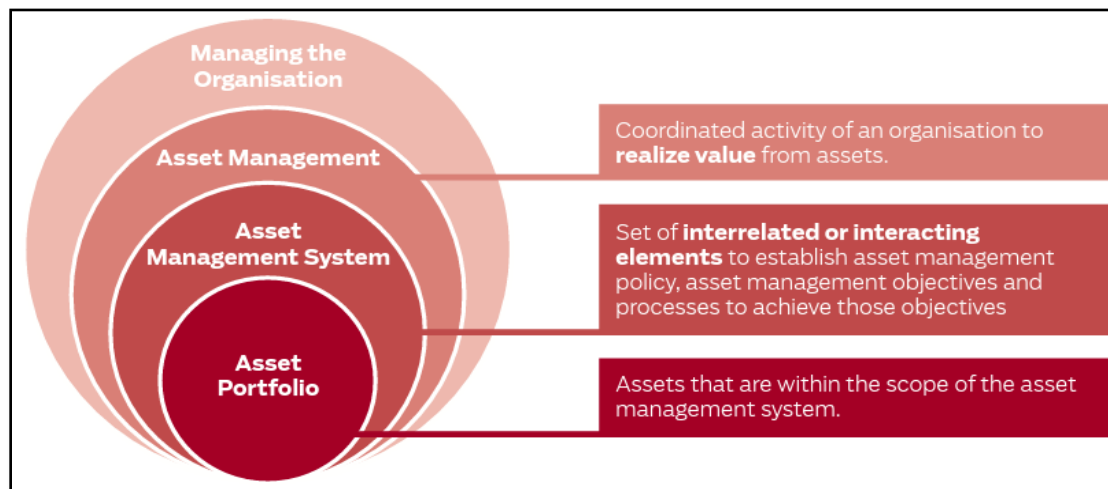 Managing the
Organisation
Asset Management
Asset
Management System
Asset
Portfolio
Coordinated activity of an organisation to
realize value from assets.
Set of interrelated or interacting
elements to establish asset management
policy, asset management objectives and
processes to achieve those objectives
Assets that are within the scope of the asset
management system.